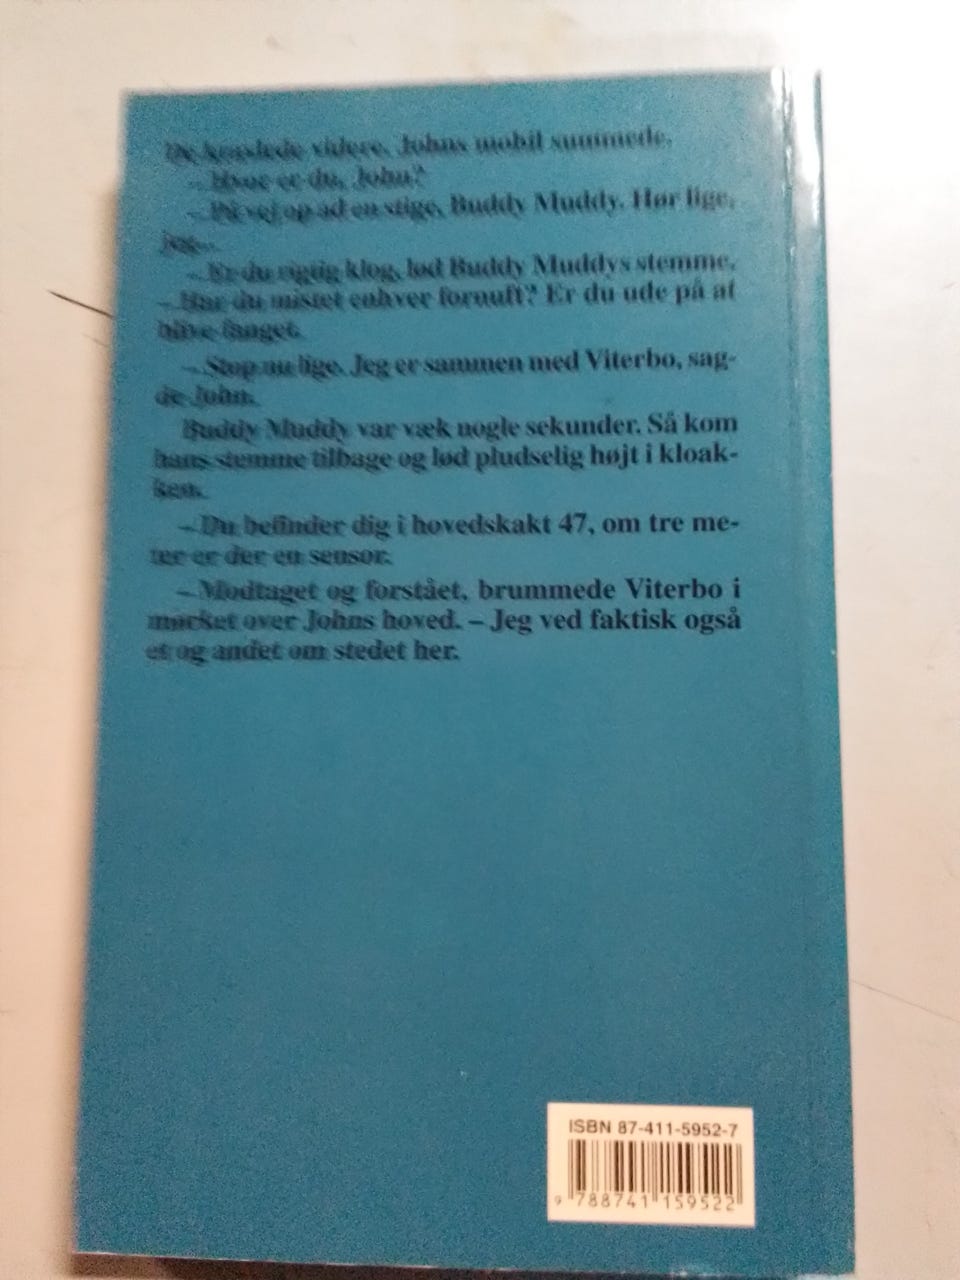 De kravlede videre. Johns mobil summede.
– Hvor er du, John?
– På vej op ad en stige, Buddy Muddy. Hør lige,
jeg...
– Er du rigtig klog, lød Buddy Muddys stemme.
– Har du mistet enhver fornuft? Er du ude på at
blive fanget.
– Stop nu lige. Jeg er sammen med Viterbo, sag-
de John.
Buddy Muddy var væk nogle sekunder. Så kom
hans stemme tilbage og lød pludselig højt i kloak-
ken.
– Du befinder dig i hovedskakt 47, om tre me-
ter er der en sensor.
– Modtaget og forstået, brummede Viterbo i
mørket over Johns hoved. – Jeg ved faktisk også
et og andet om stedet her.
ISBN 87-411-5952-7
9 788741 159522